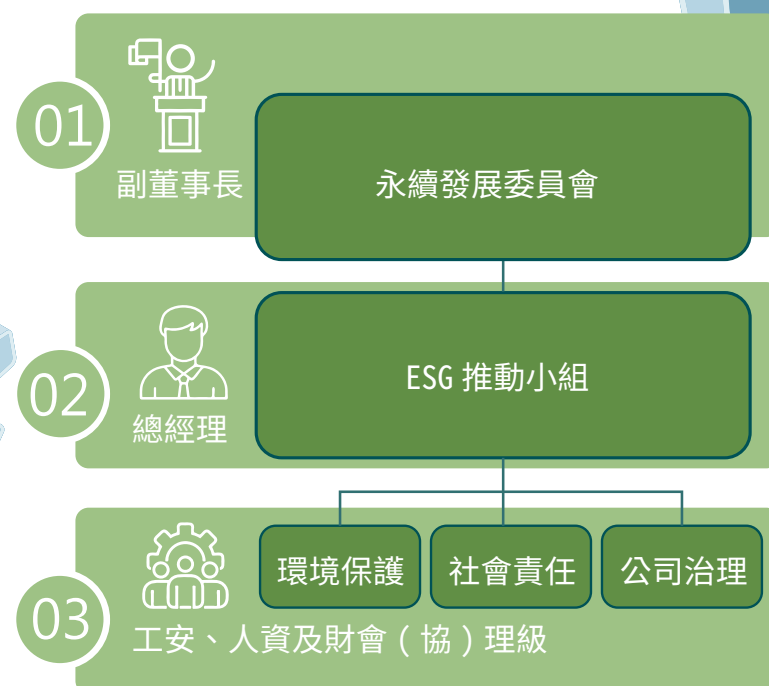 01
副董事長
永續發展委員會
02
總經理
ESG 推動小組
03
環境保護
社會責任
公司治理
工安、人資及財會（協）理級